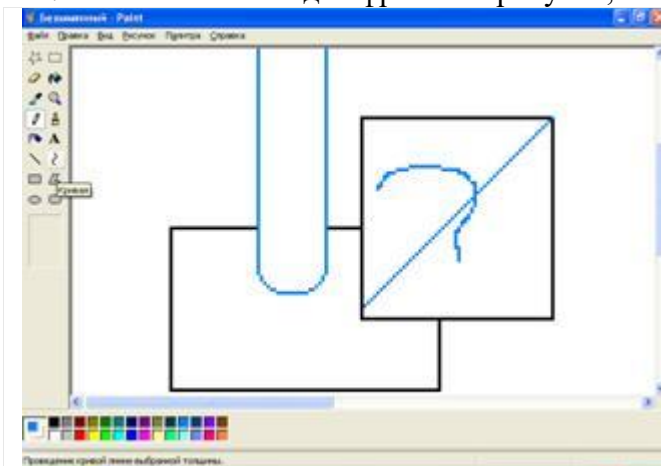 Безымянный - Paint
Файл Правка Вид Рисунок Палитра Справка
A
Кривая
Проведение кривой линии выбранной толщины.